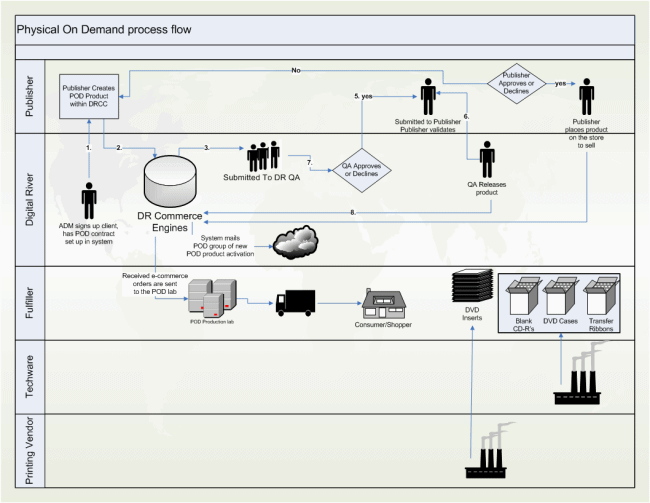 Physical On Demand process flow
Publisher
Publisher Creates
POD Product
within DRCC
No
Publisher
Approves or
Declines
yes
5. yes
Submitted to Publisher
Publisher validates
6.
Publisher
places product
on the store
to sell
Digital River
1.
2.
3.
ADM signs up client,
has POD contract
set up in system
DR Commerce
Engines
Submitted To DR QA
7.
QA Approves
or Declines
QA Releases
product
8.
System mails
POD group of new
POD product activation
Fulfiller
Received e-commerce
orders are sent
to the POD lab
POD Production lab
Consumer/Shopper
DVD
Inserts
Blank
CD-R's
DVD Cases
Transfer
Ribbons
Techware
Printing Vendor